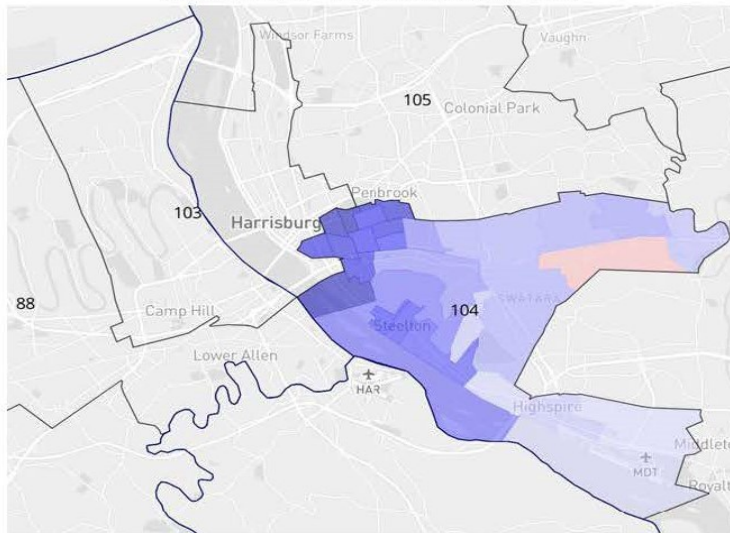 Windsor Farms
Vaughn
105
Colonial Park
Penbrook
103
Harrisburg
88
Camp Hill
104
SWATARA
Steelton
Lower Allen
HAR
Highspire
Middlet
MDT
Royalt